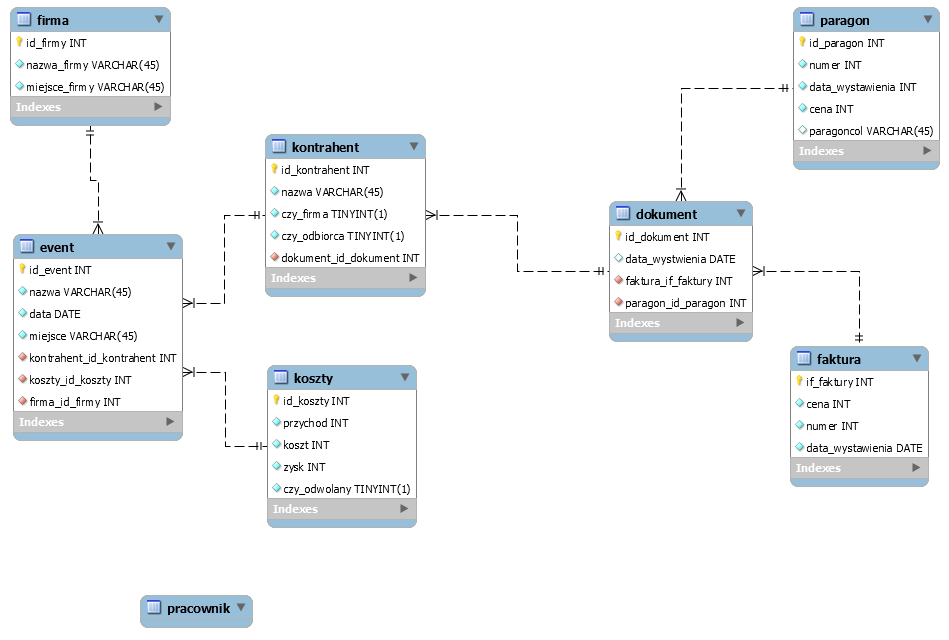 firma
id_firmy INT
nazwa_firmy VARCHAR(45)
miejsce_firmy VARCHAR(45)
Indexes
event
id_event INT
nazwa VARCHAR(45)
data DATE
miejsce VARCHAR(45)
kontrahent_id_kontrahent INT
koszty_id_koszty INT
firma_id_firmy INT
Indexes
kontrahent
id_kontrahent INT
nazwa VARCHAR(45)
czy_firma TINYINT(1)
czy_odbiorca TINYINT(1)
dokument_id_dokument INT
Indexes
koszty
id_koszty INT
przychod INT
koszt INT
zysk INT
czy_odwolany TINYINT(1)
Indexes
dokument
id_dokument INT
data_wystwienia DATE
faktura_if_faktury INT
paragon_id_paragon INT
Indexes
paragon
id_paragon INT
numer INT
data_wystawienia INT
cena INT
paragoncol VARCHAR(45)
Indexes
faktura
if_faktury INT
cena INT
numer INT
data_wystawienia DATE
Indexes
pracownik